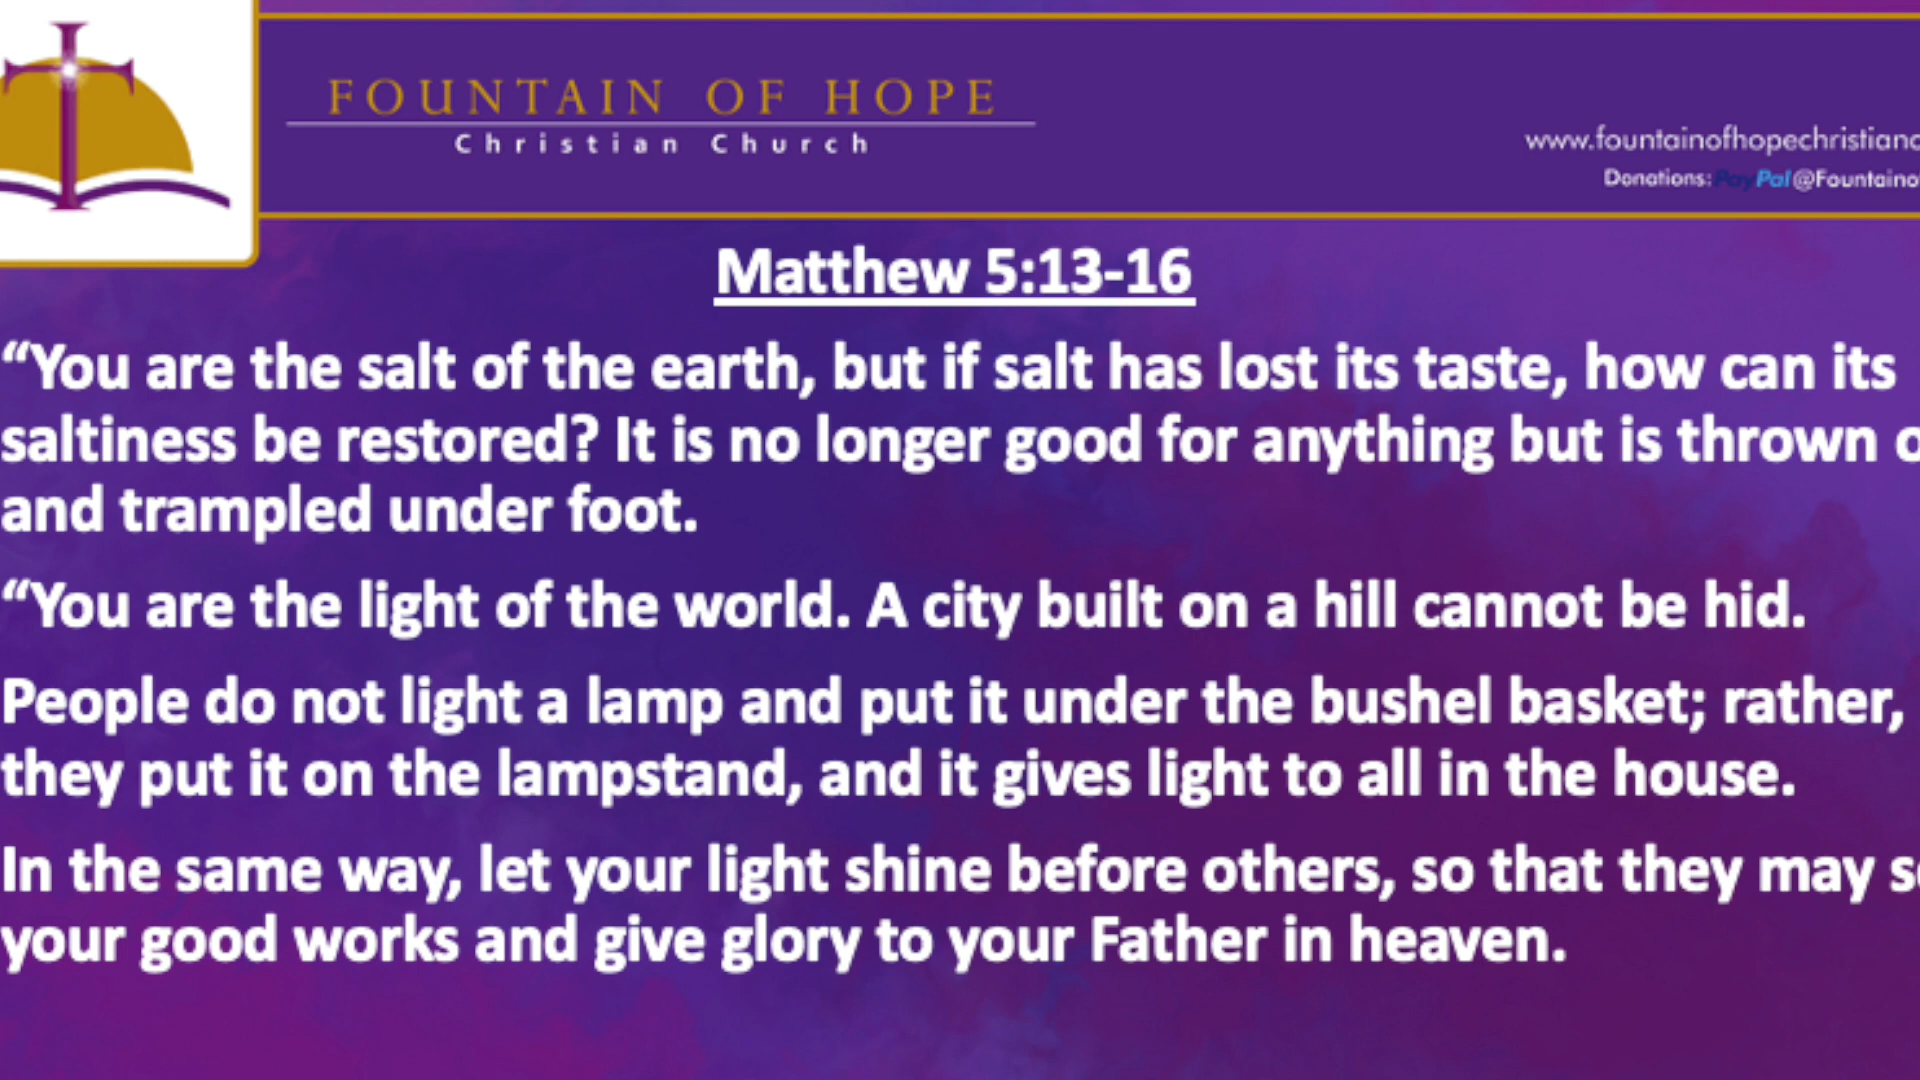 FOUNTAIN OF HOPE
Christian Church
www.fountainofhopechristianc
Donations: PayPal @Fountaino
Matthew 5:13-16
“You are the salt of the earth, but if salt has lost its taste, how can its
saltiness be restored? It is no longer good for anything but is thrown
and trampled under foot.
“You are the light of the world. A city built on a hill cannot be hid.
People do not light a lamp and put it under the bushel basket; rather,
they put it on the lampstand, and it gives light to all in the house.
In the same way, let your light shine before others, so that they may
your good works and give glory to your Father in heaven.